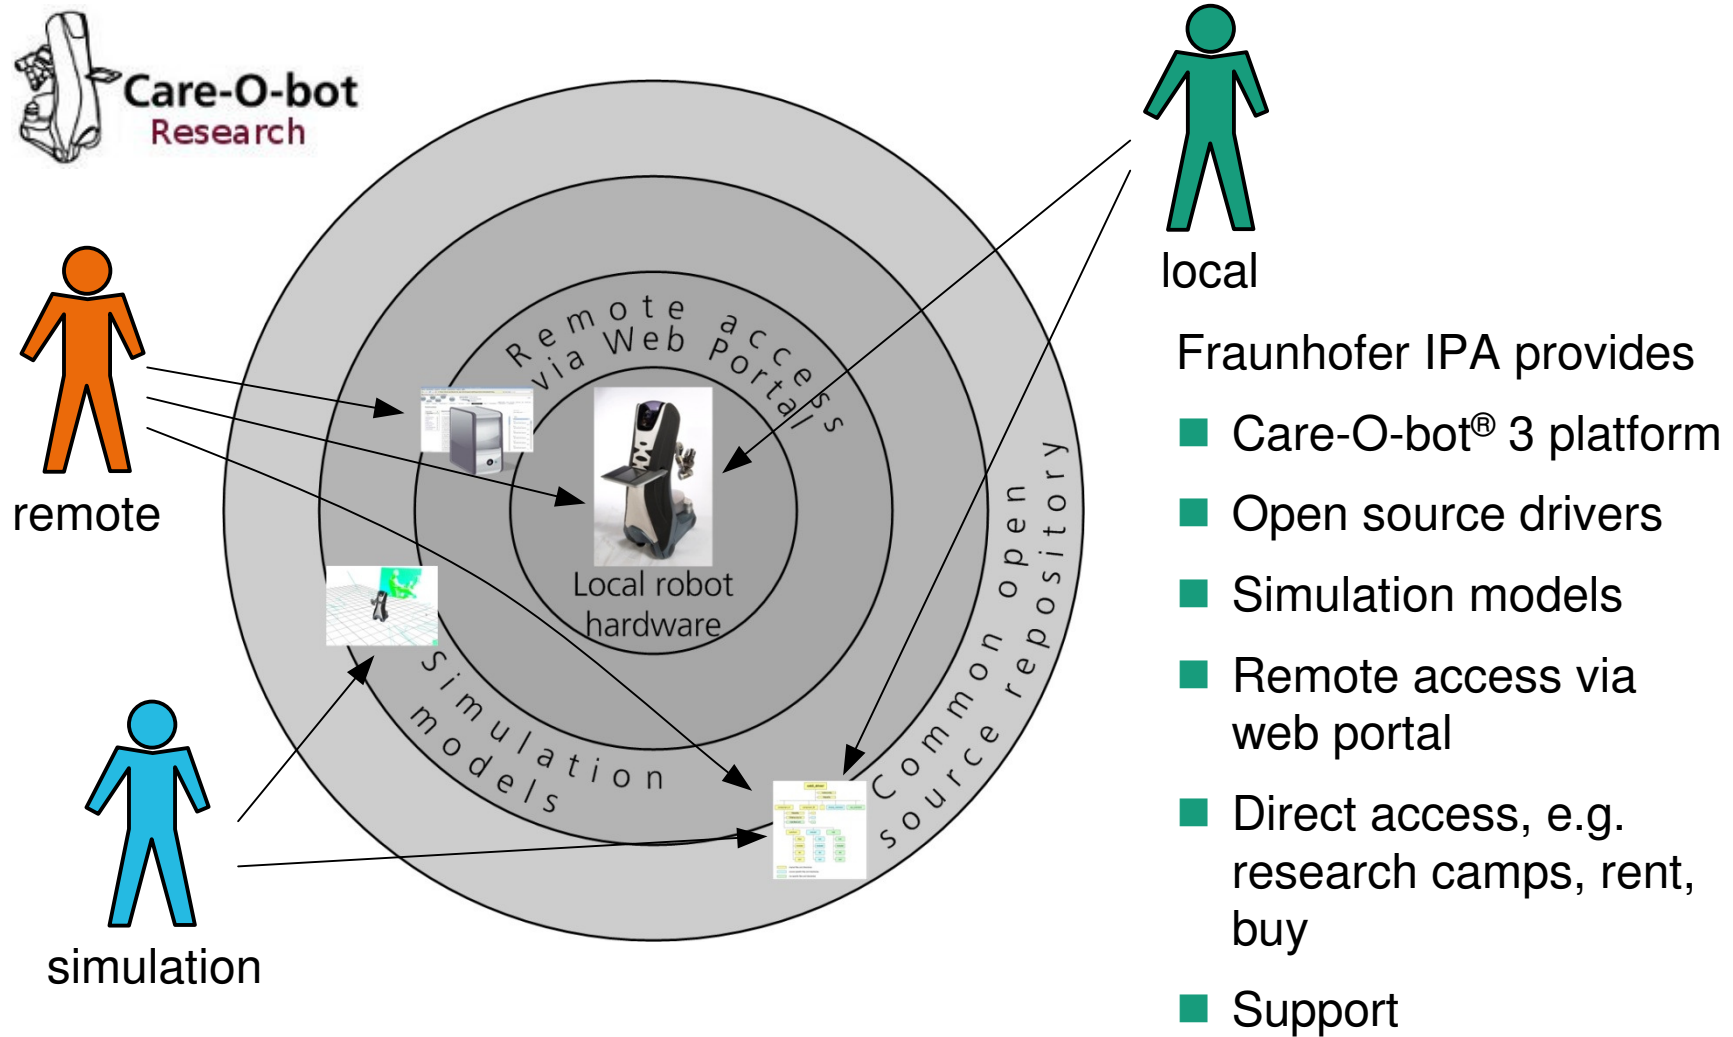 Care-O-bot
Research
local
remote
simulation
Remote access
via Web Portal
Local robot
hardware
Simulation
models
Common open
source repository
Fraunhofer IPA provides
Care-O-bot® 3 platform
Open source drivers
Simulation models
Remote access via
web portal
Direct access, e.g.
research camps, rent,
buy
Support